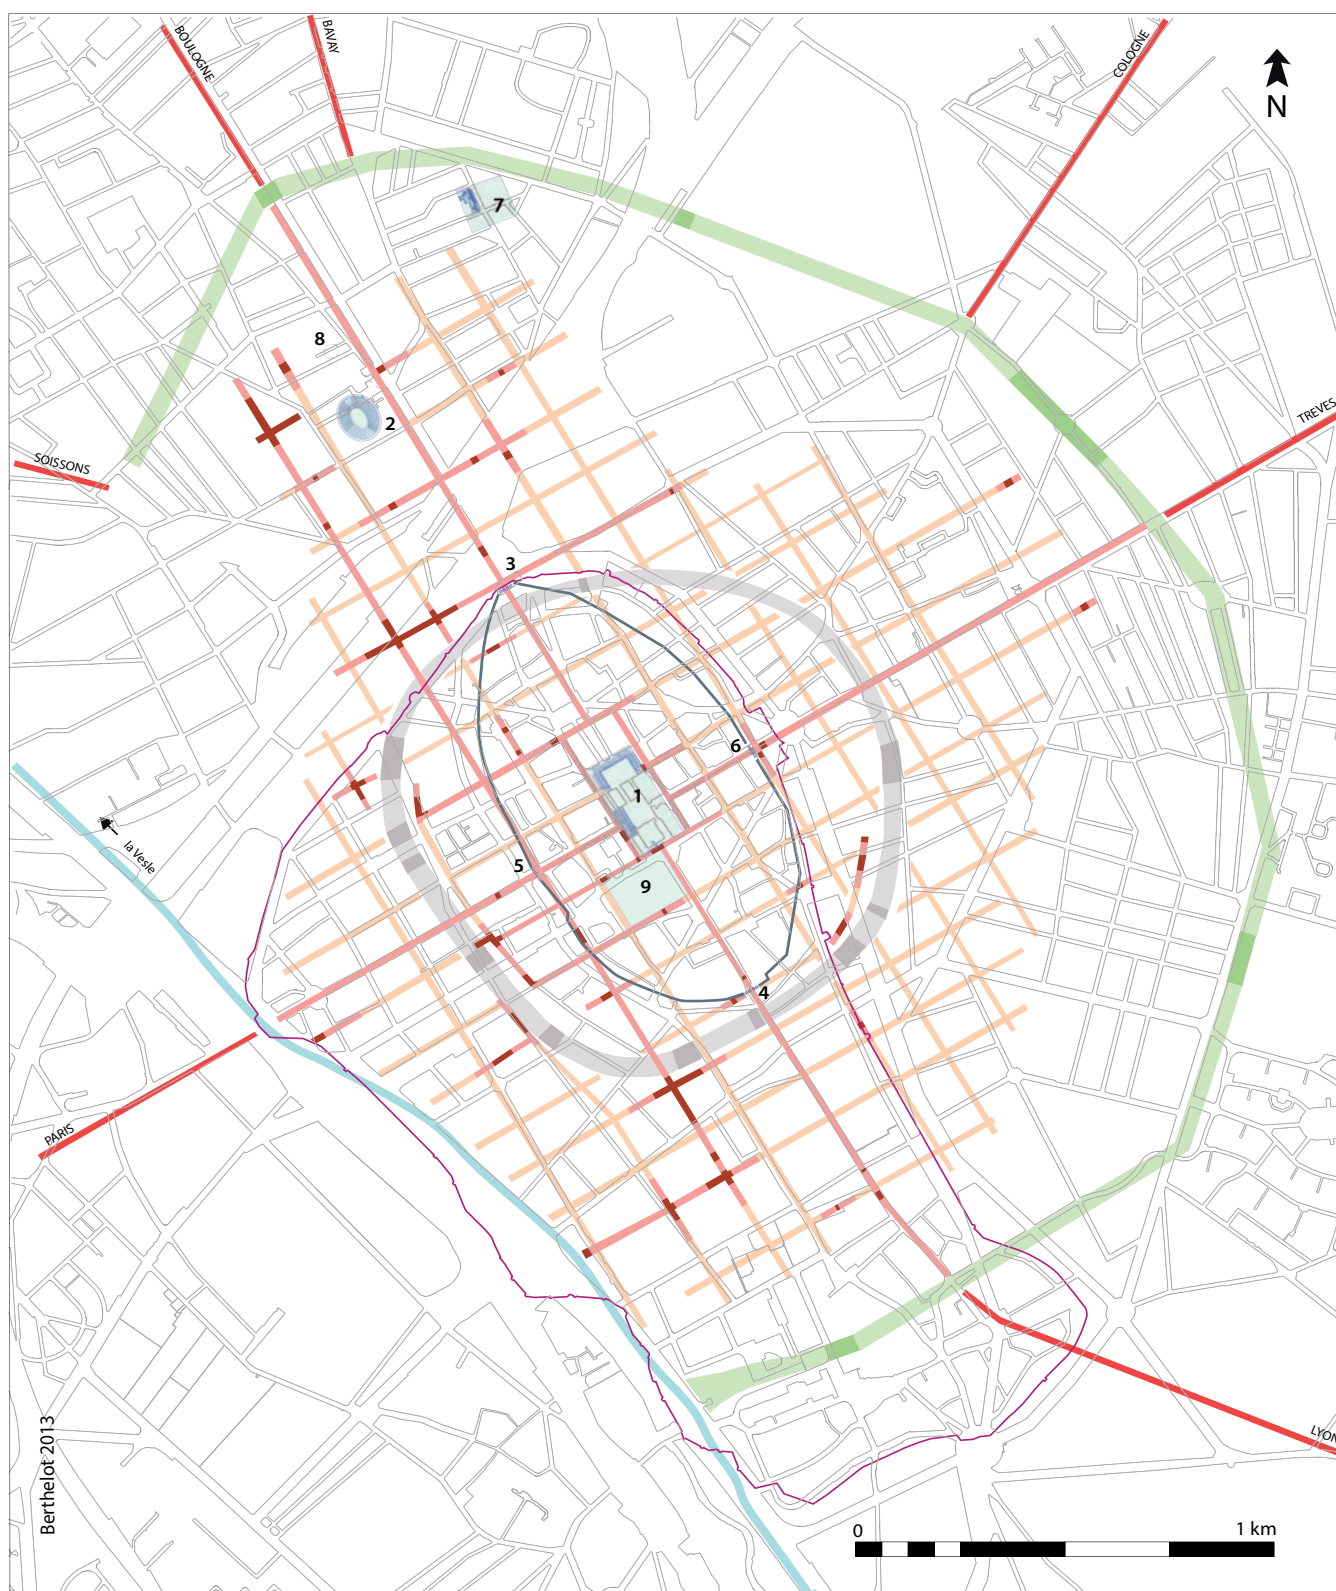 BOULOGNE
BAVAY
COLOGNE
N
7
8
2
TREVES
SOISSONS
3
6
1
la Vesle
5
9
4
PARIS
LYON
Berthelot 2013
0
1 km